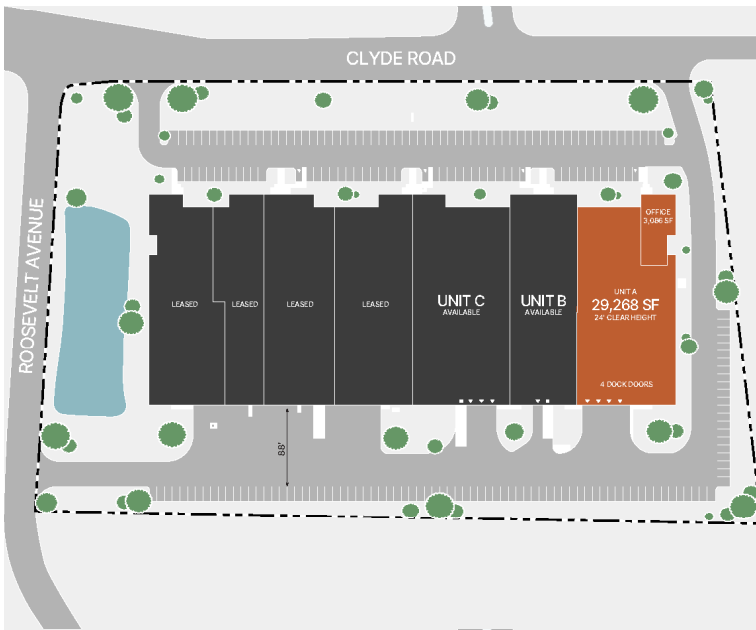 CLYDE ROAD
ROOSEVELT AVENUE
OFFICE
3,086 SF
LEASED
LEASED
LEASED
LEASED
UNIT C
AVAILABLE
UNIT B
AVAILABLE
UNIT A
29,268 SF
24' CLEAR HEIGHT
4 DOCK DOORS
88'